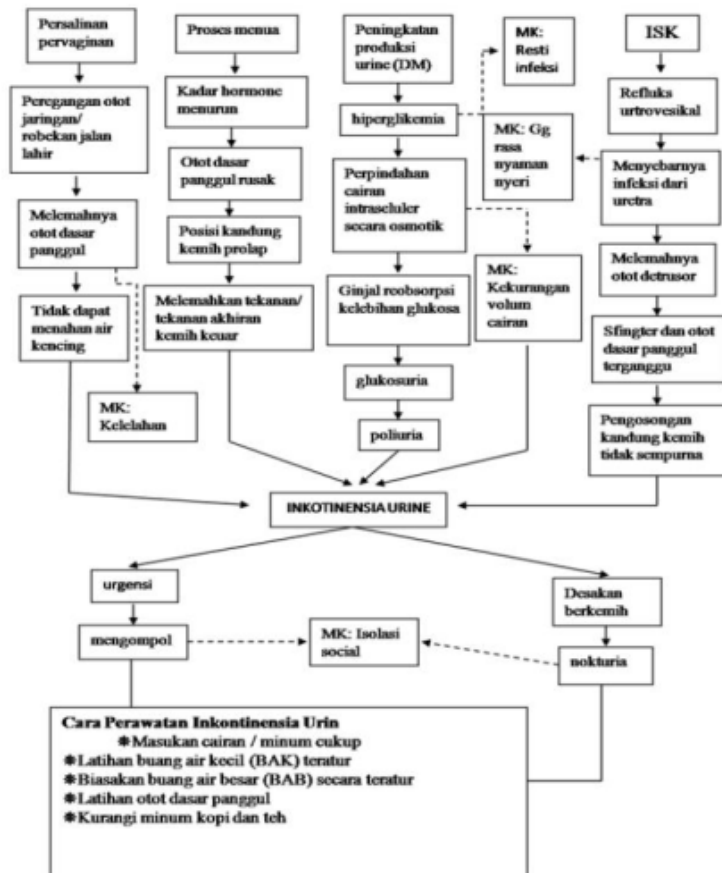 Persalinan
pervaginan
Peregangan otot
jaringan/
robekan jalan
lahir
Melemahnya
otot dasar
panggul
Tidak dapat
menahan air
kencing
MK:
Kelelahan
Proses menua
Kadar hormone
menurun
Otot dasar
panggul rusak
Posisi kandung
kemih prolap
Melemahkan tekanan/
tekanan akhiran
kemih keuar
Peningkatan
produksi
urine (DM)
hiperglikemia
Perpindahan
cairan
intraseluler
secara osmotik
Ginjal reobsorpsi
kelebihan glukosa
glukosuria
poliuria
MK:
Resti
infeksi
MK: Gg
rasa
nyaman
nyeri
MK:
Kekurangan
volum
cairan
ISK
Refluks
urtrovesikal
Menyebarnya
infeksi dari
uretra
Melemahnya
otot detrusor
Sfingter dan otot
dasar panggul
terganggu
Pengosongan
kandung kemih
tidak sempurna
INKOTINENSIA URINE
urgensi
mengompol
MK: Isolasi
social
Desakan
berkemih
nokturia
Cara Perawatan Inkontinensia Urin
✵Masukan cairan / minum cukup
✵Latihan buang air kecil (BAK) teratur
✵Biasakan buang air besar (BAB) secara teratur
✵Latihan otot dasar panggul
✵Kurangi minum kopi dan teh